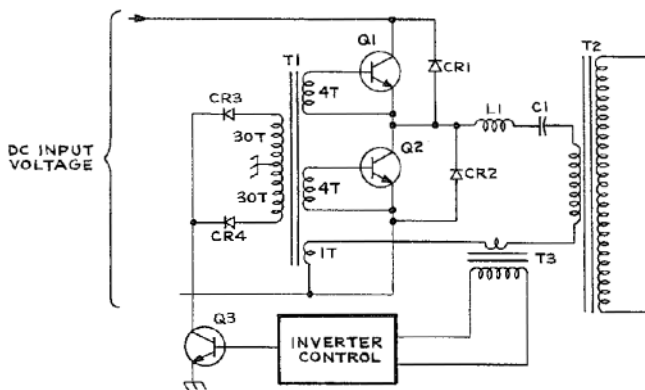 Q1
T1
T2
CR1
4T
CR3
L1
C1
30T
DC INPUT
VOLTAGE
Q2
30T
4T
CR2
CR4
1T
T3
Q3
INVERTER
CONTROL